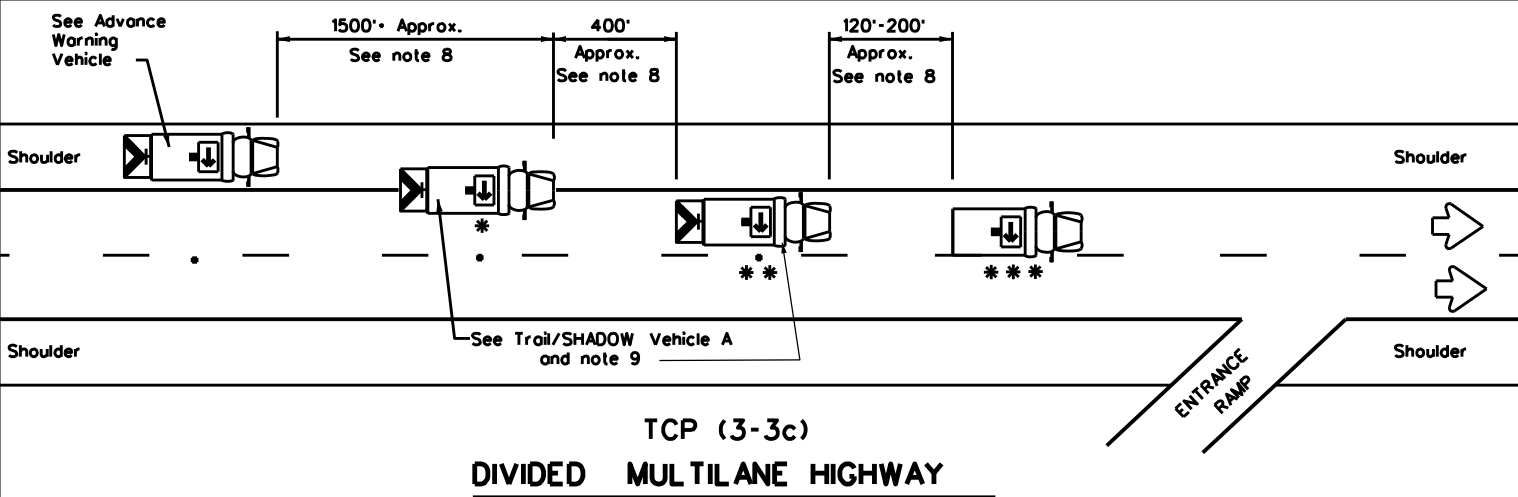 See Advance
Warning
Vehicle
1500'· Approx.
See note 8
400'
Approx.
See note 8
120'-200'
Approx.
See note 8
Shoulder
Shoulder
*
* *
* * *
See Trail/SHADOW Vehicle A
and note 9
Shoulder
Shoulder
ENTRANCE
RAMP
TCP (3-3c)
DIVIDED MULTILANE HIGHWAY